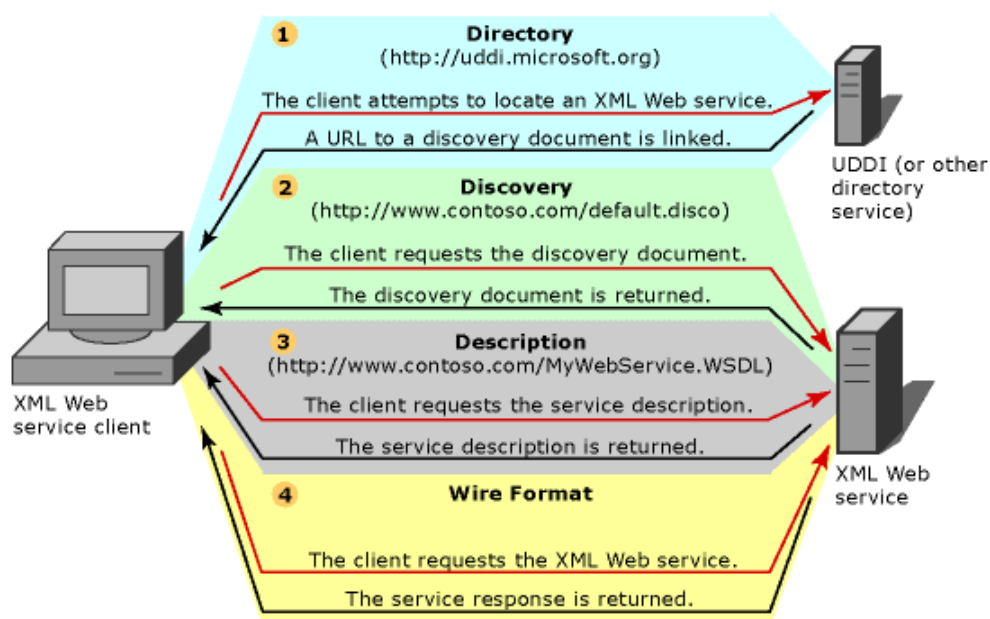 1 Directory
(http://uddi.microsoft.org)
The client attempts to locate an XML Web service.
A URL to a discovery document is linked.
UDDI (or other
directory
service)
2 Discovery
(http://www.contoso.com/default.disco)
The client requests the discovery document.
The discovery document is returned.
3 Description
(http://www.contoso.com/MyWebService.WSDL)
The client requests the service description.
The service description is returned.
XML Web
service client
4 Wire Format
XML Web
service
The client requests the XML Web service.
The service response is returned.